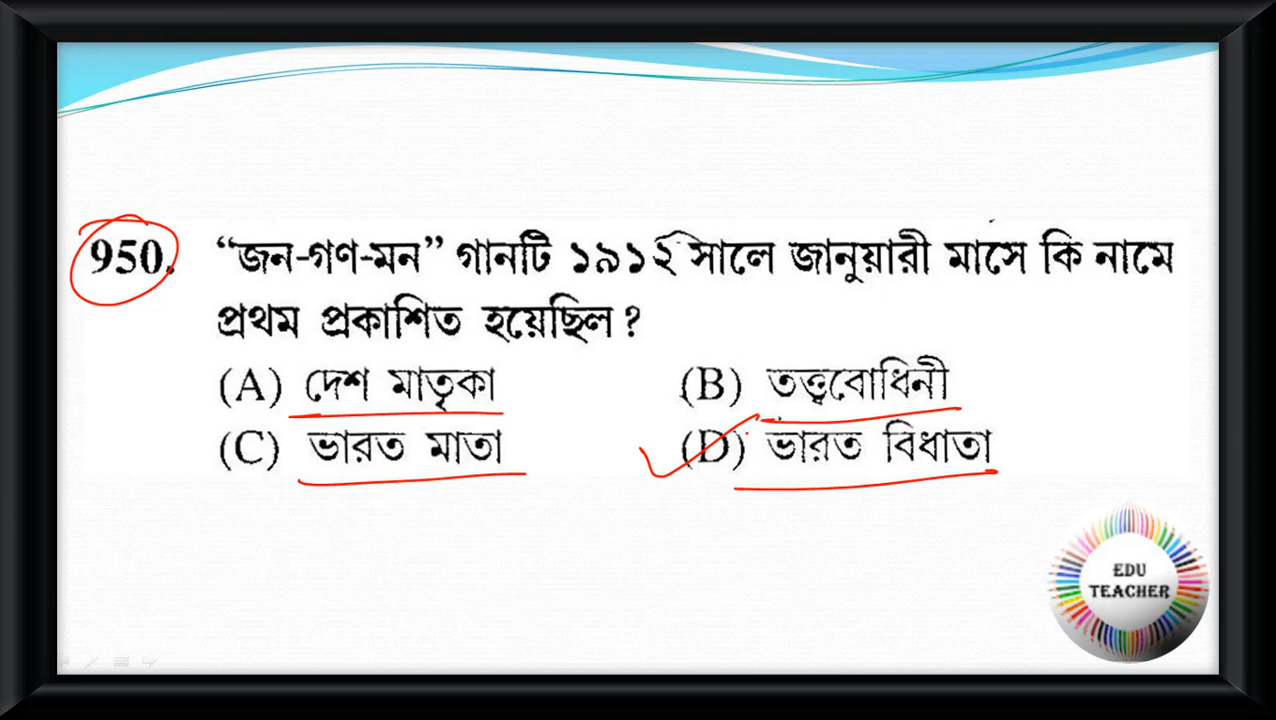 950. “জন-গণ-মন” গানটি ১৯১২ সালে জানুয়ারী মাসে কি নামে
প্রথম প্রকাশিত হয়েছিল ?
(A) দেশ মাতৃকা (B) তত্ত্ববোধিনী
(C) ভারত মাতা (D) ভারত বিধাতা
EDU
TEACHER